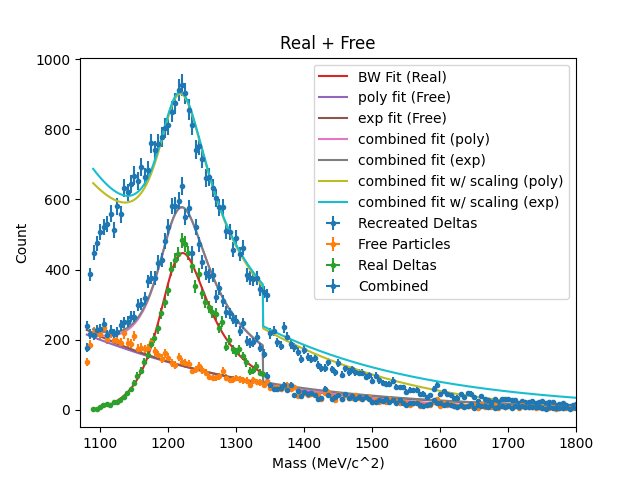 Real + Free
1000
800
600
400
200
0
Count
BW Fit (Real)
poly fit (Free)
exp fit (Free)
combined fit (poly)
combined fit (exp)
combined fit w/ scaling (poly)
combined fit w/ scaling (exp)
Recreated Deltas
Free Particles
Real Deltas
Combined
1100 1200 1300 1400 1500 1600 1700 1800
Mass (MeV/c^2)